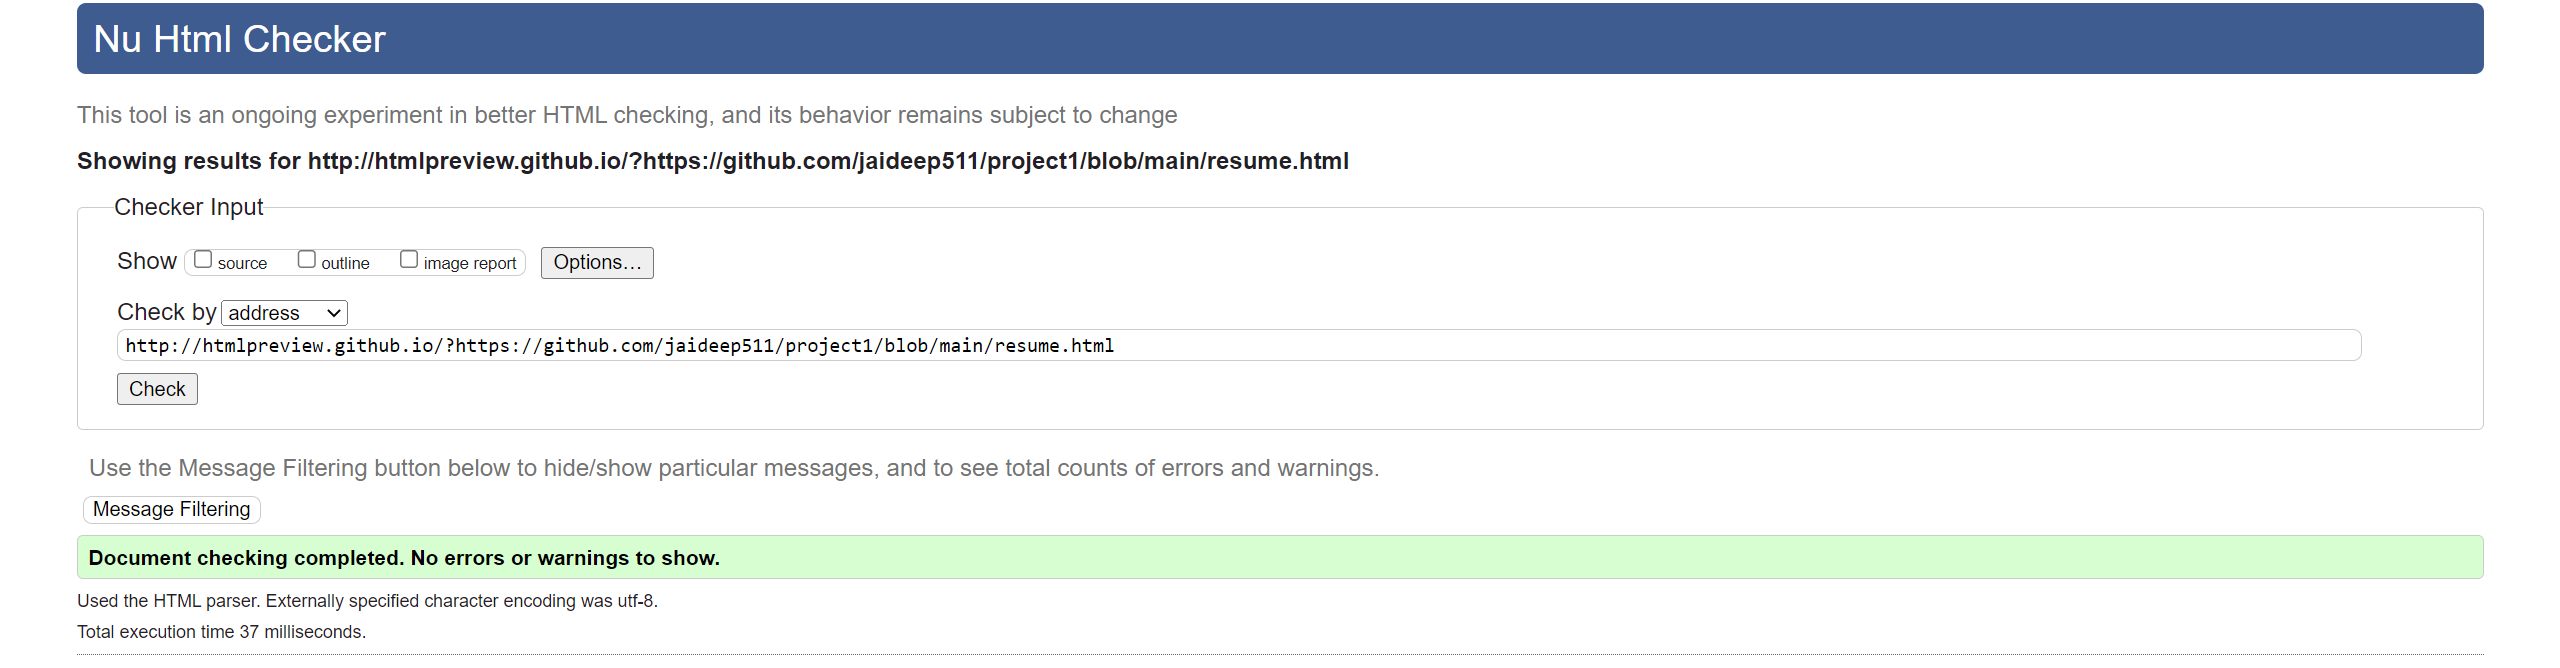 Nu Html Checker
This tool is an ongoing experiment in better HTML checking, and its behavior remains subject to change
Showing results for http://htmlpreview.github.io/?https://github.com/jaideep511/project1/blob/main/resume.html
Checker Input
Show source outline image report Options...
Check by address
http://htmlpreview.github.io/?https://github.com/jaideep511/project1/blob/main/resume.html
Check
Use the Message Filtering button below to hide/show particular messages, and to see total counts of errors and warnings.
Message Filtering
Document checking completed. No errors or warnings to show.
Used the HTML parser. Externally specified character encoding was utf-8.
Total execution time 37 milliseconds.